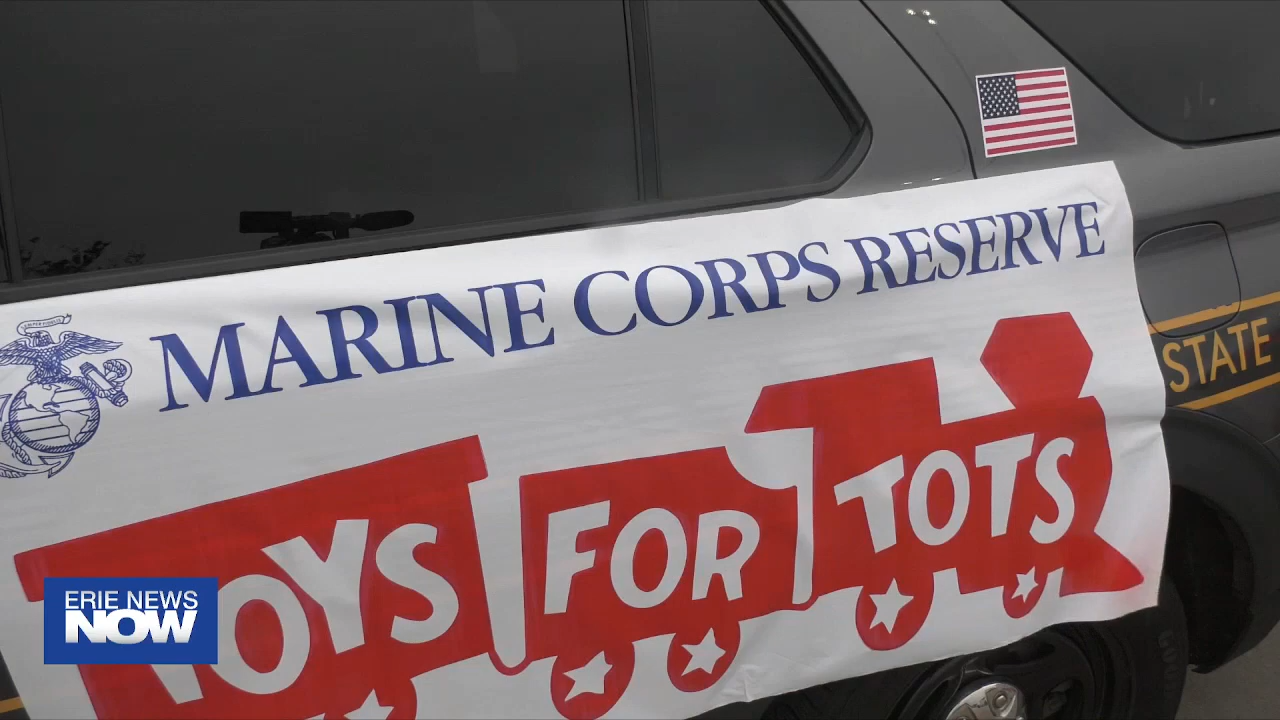 MARINE CORPS RESERVE
TOYS FOR TOTS
STATE
ERIE NEWS
NOW